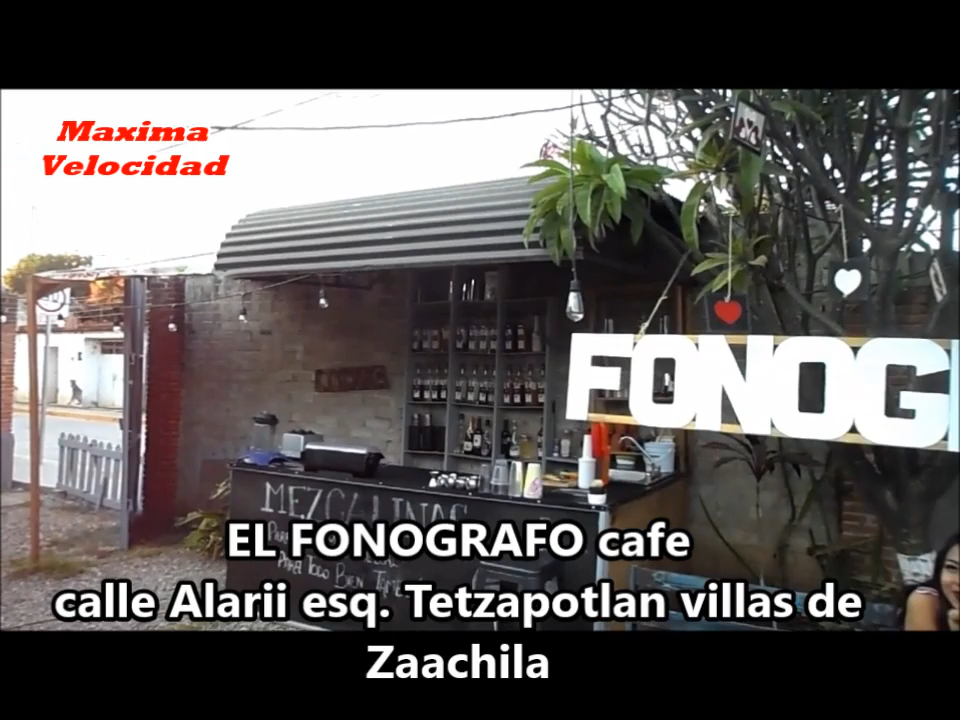 Maxima
Velocidad
FONOG
MEZCALINAS
EL FONOGRAFO cafe
calle Alarii esq. Tetzapotlan villas de
Zaachila